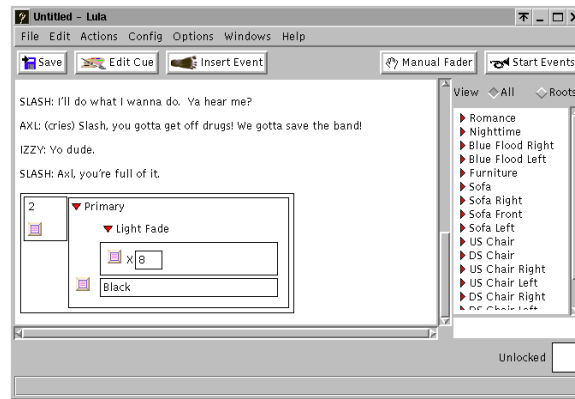 Untitled - Lula
File Edit Actions Config Options Windows Help
Save Edit Cue Insert Event Manual Fader Start Events
View All Roots
SLASH: I'll do what I wanna do. Ya hear me?
AXL: (cries) Slash, you gotta get off drugs! We gotta save the band!
IZZY: Yo dude.
SLASH: Axl, you're full of it.
2
Primary
Light Fade
X 8
Black
Romance
Nighttime
Blue Flood Right
Blue Flood Left
Furniture
Sofa
Sofa Right
Sofa Front
Sofa Left
US Chair
DS Chair
US Chair Right
US Chair Left
DS Chair Right
DS Chair Left
Unlocked